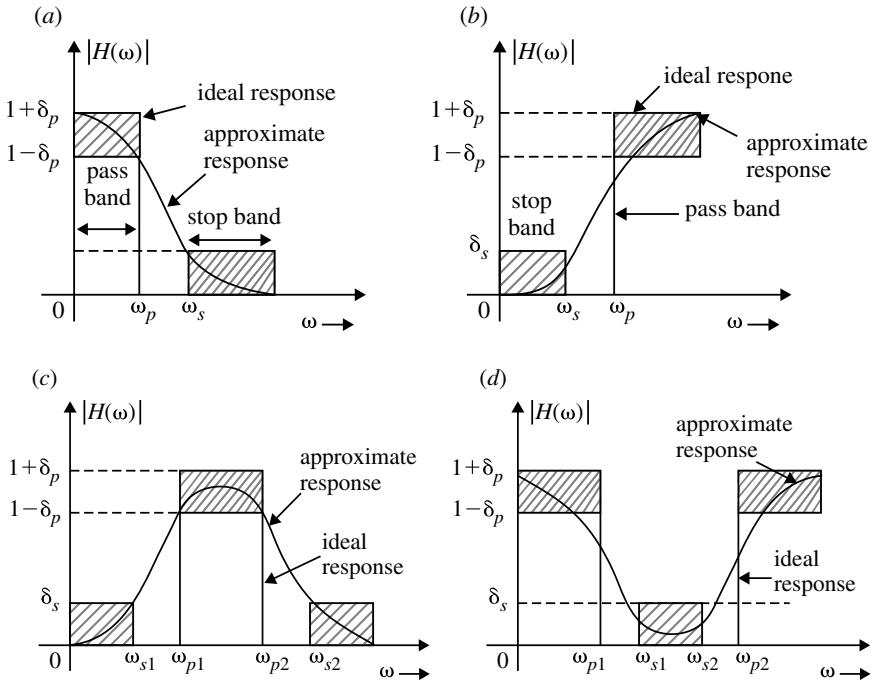 (a)
|H(ω)|
ideal response
1+δp
approximate
response
1−δp
pass
band
stop band
0
ωp
ωs
ω
(b)
|H(ω)|
ideal respone
1+δp
1−δp
approximate
response
stop
band
pass band
δs
0
ωs
ωp
ω
(c)
|H(ω)|
1+δp
approximate
response
1−δp
ideal
response
δs
0
ωs1
ωp1
ωp2
ωs2
ω
(d)
|H(ω)|
approximate
response
1+δp
1−δp
ideal
response
δs
0
ωp1
ωs1
ωs2
ωp2
ω